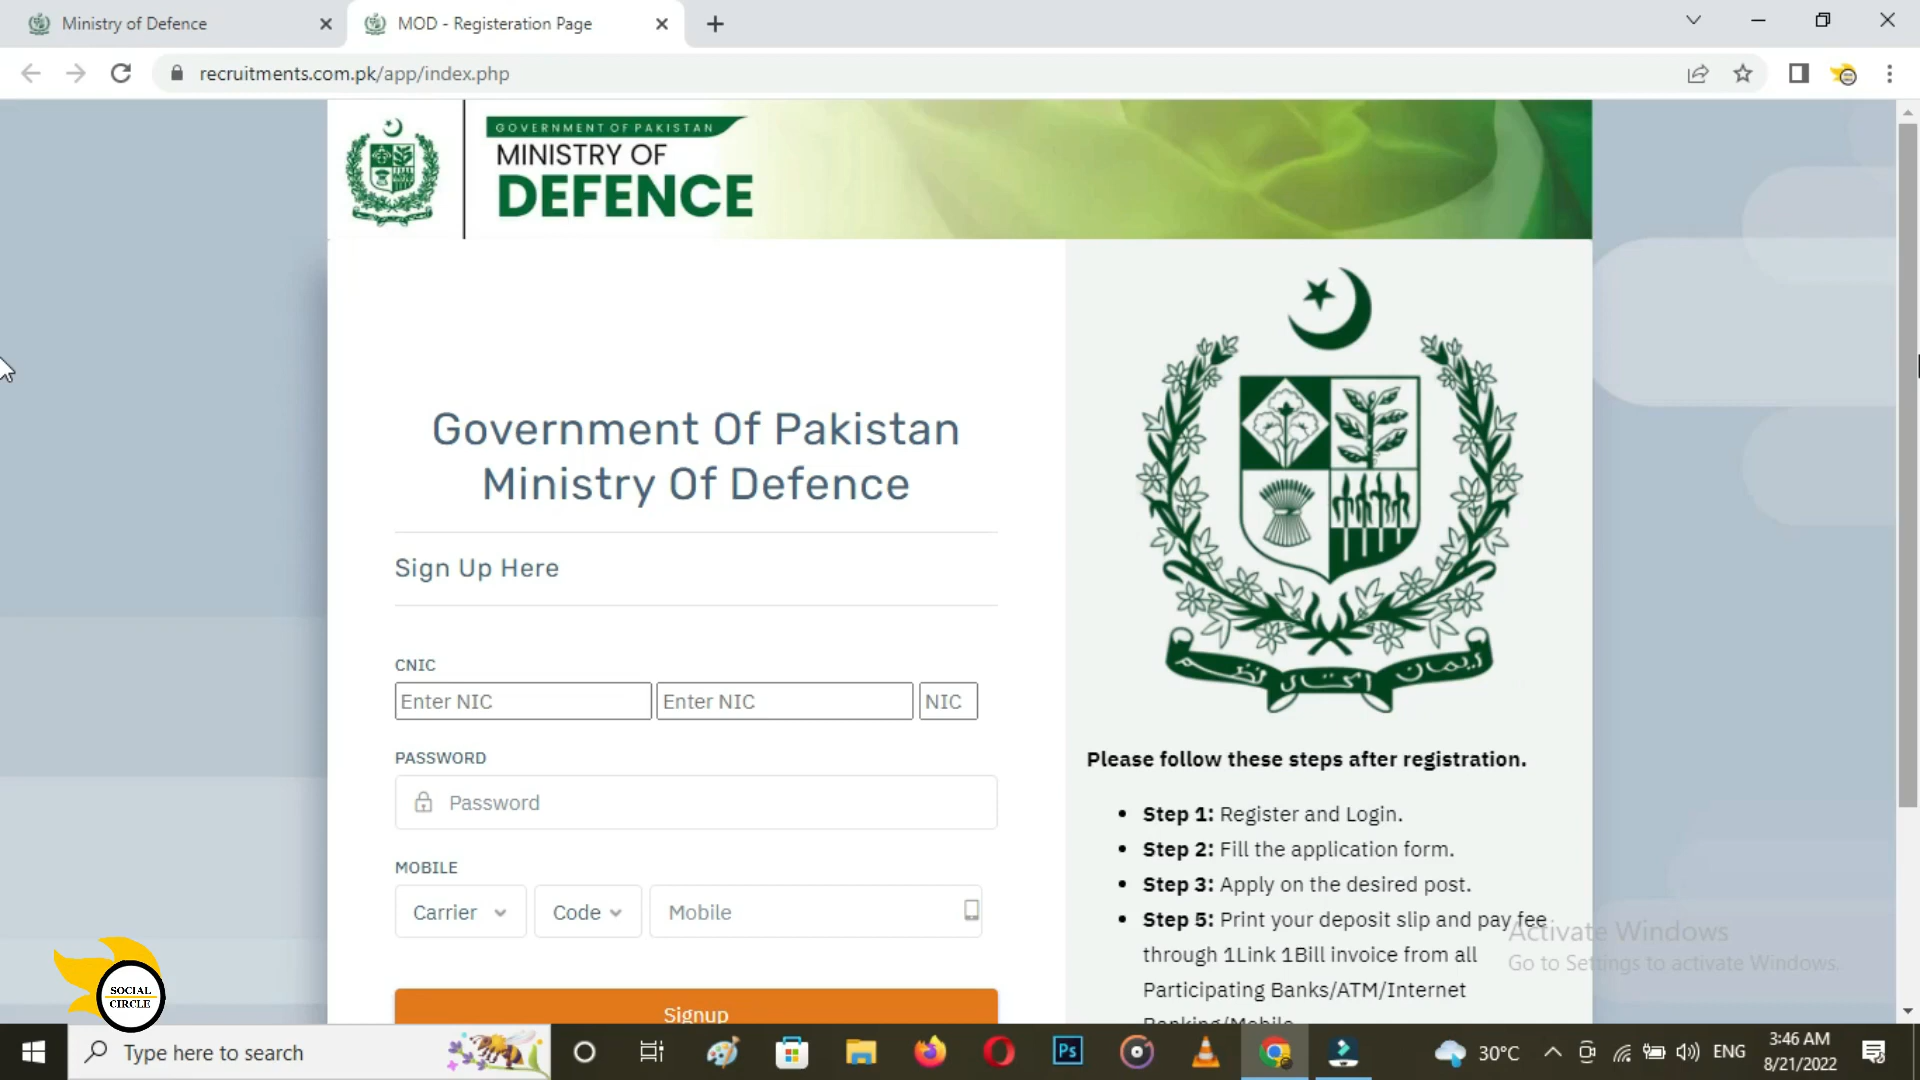 Ministry of Defence
MOD - Registeration Page
recruitments.com.pk/app/index.php
GOVERNMENT OF PAKISTAN
MINISTRY OF
DEFENCE
Government Of Pakistan
Ministry Of Defence
Sign Up Here
CNIC
Enter NIC Enter NIC NIC
PASSWORD
Password
MOBILE
Carrier Code Mobile
Signup
Please follow these steps after registration.
• Step 1: Register and Login.
• Step 2: Fill the application form.
• Step 3: Apply on the desired post.
• Step 5: Print your deposit slip and pay fee
through 1Link 1Bill invoice from all
Participating Banks/ATM/Internet
Banking/Mobile
Activate Windows
Go to Settings to activate Windows.
SOCIAL
CIRCLE
Type here to search
Ps
30°C
ENG
3:46 AM
8/21/2022